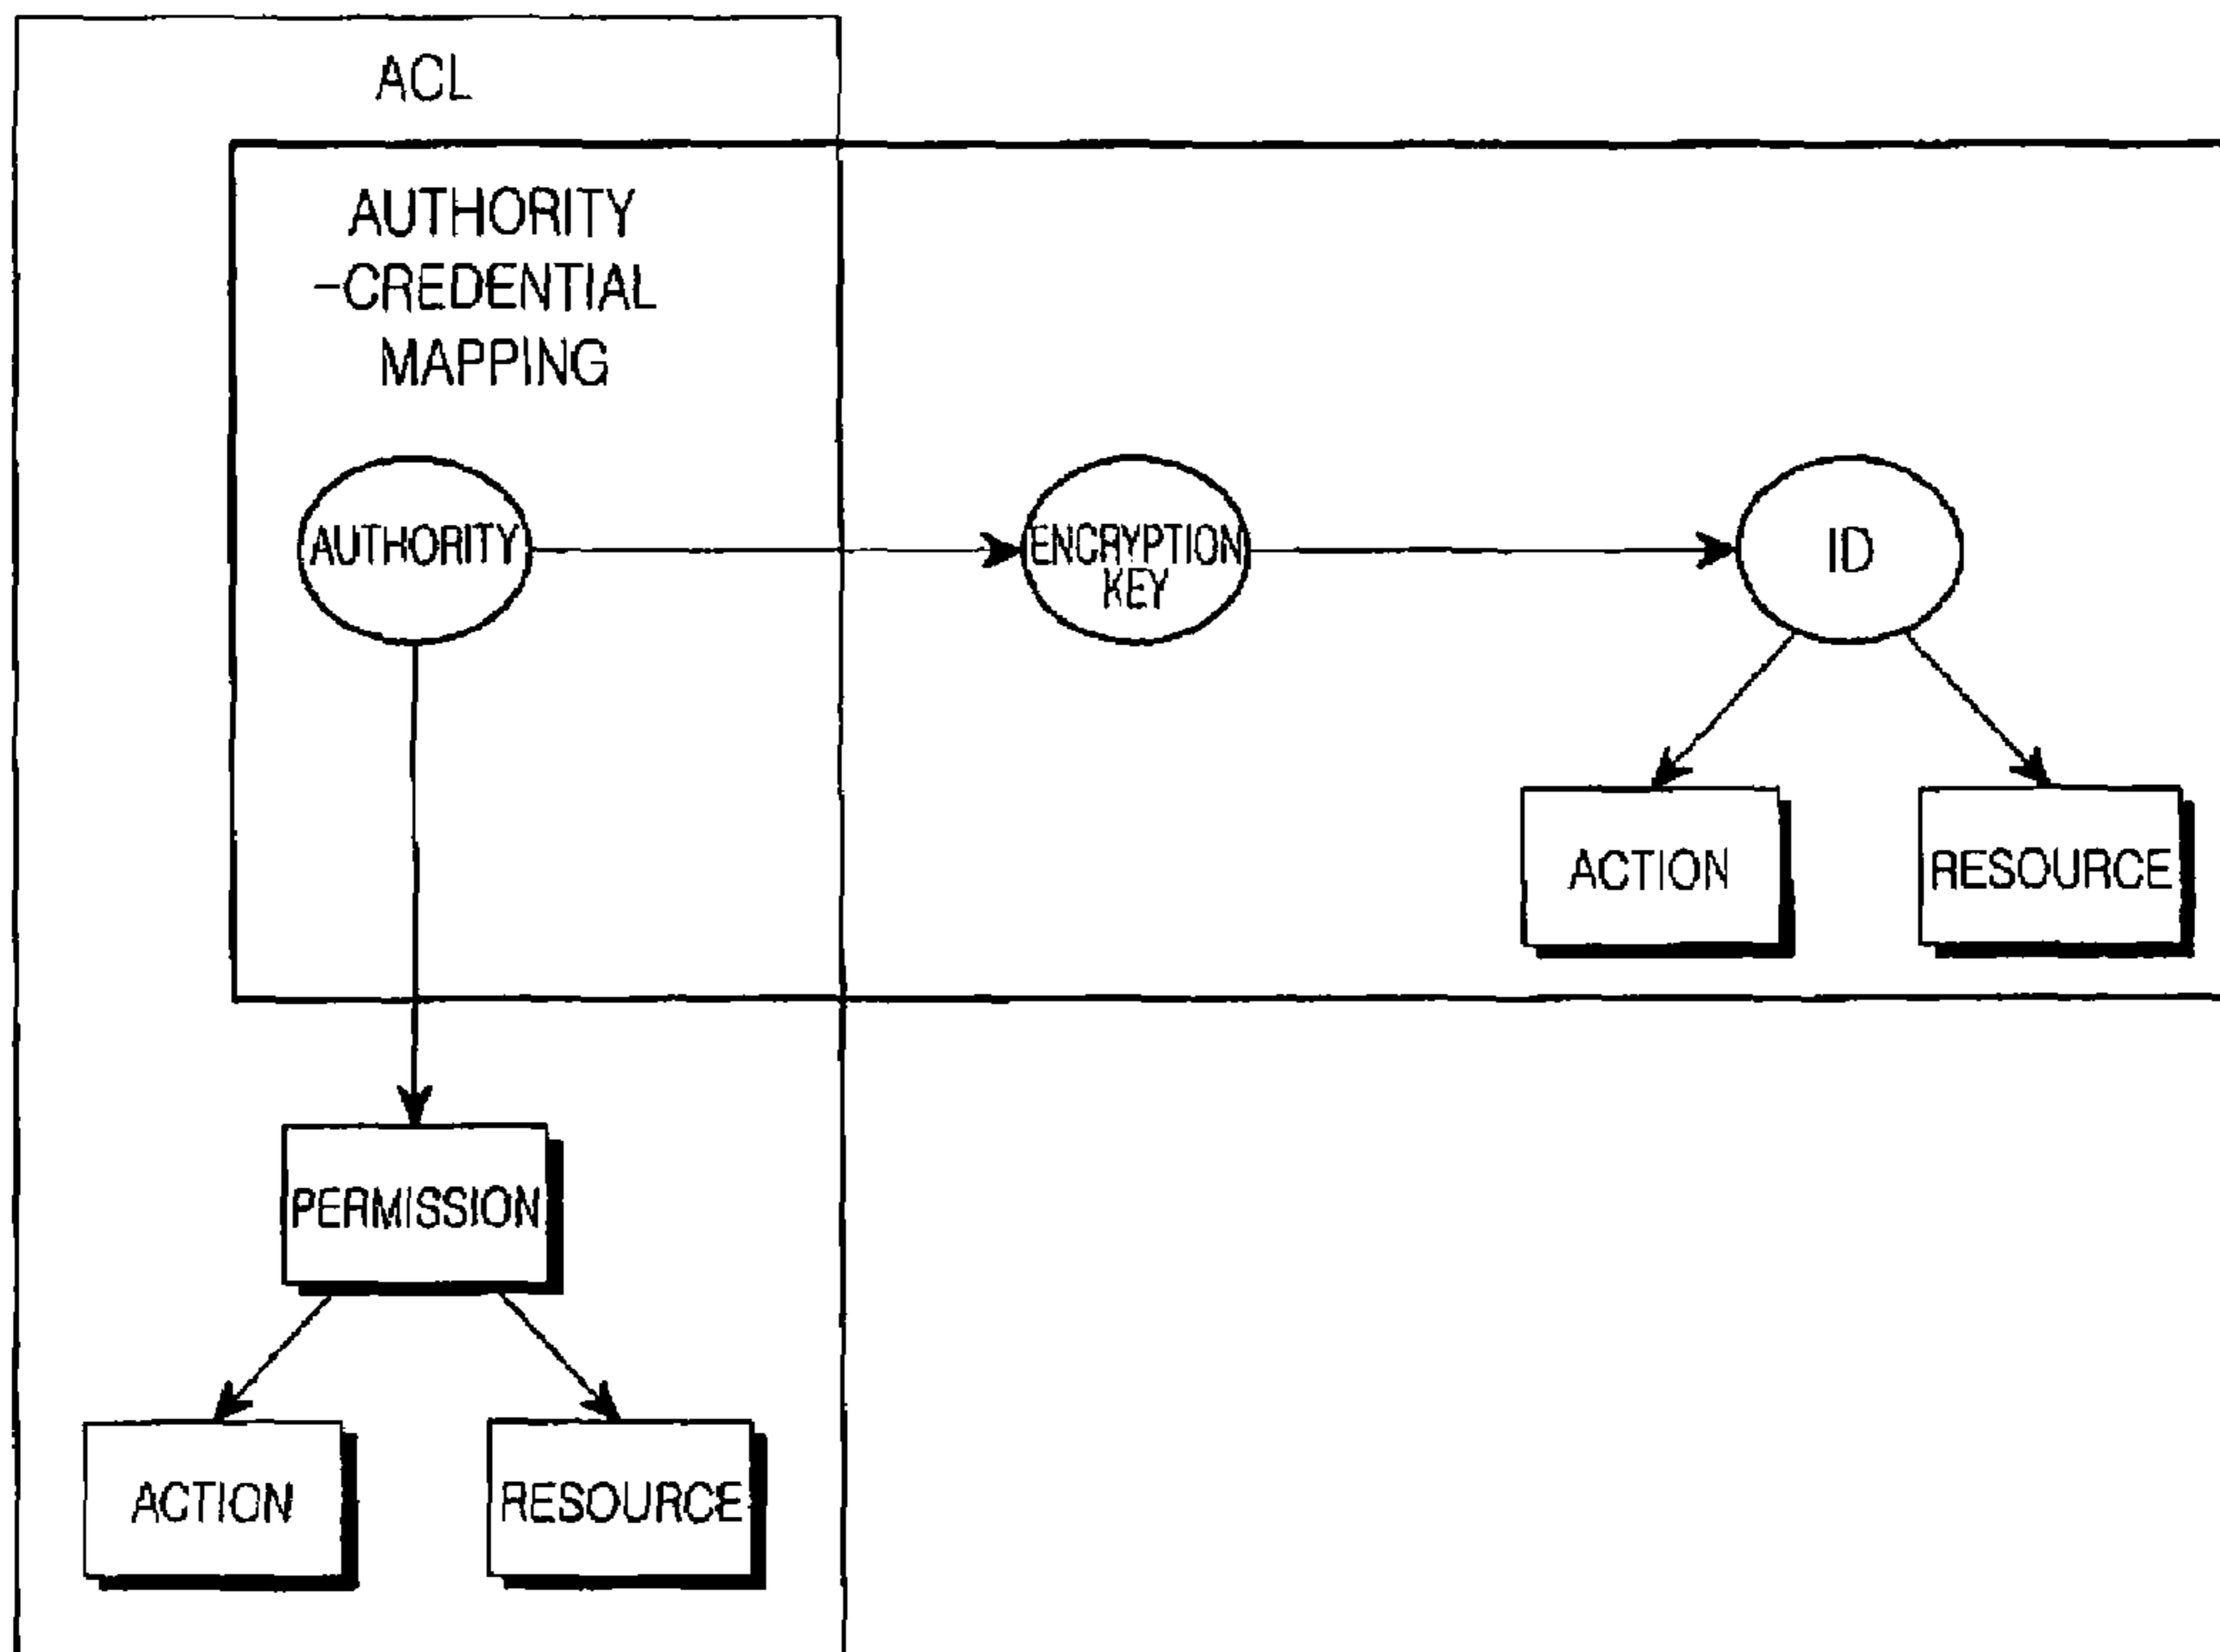 ACL
AUTHORITY
-CREDENTIAL
MAPPING
AUTHORITY
ENCRYPTION
KEY
ID
ACTION
RESOURCE
PERMISSION
ACTION
RESOURCE